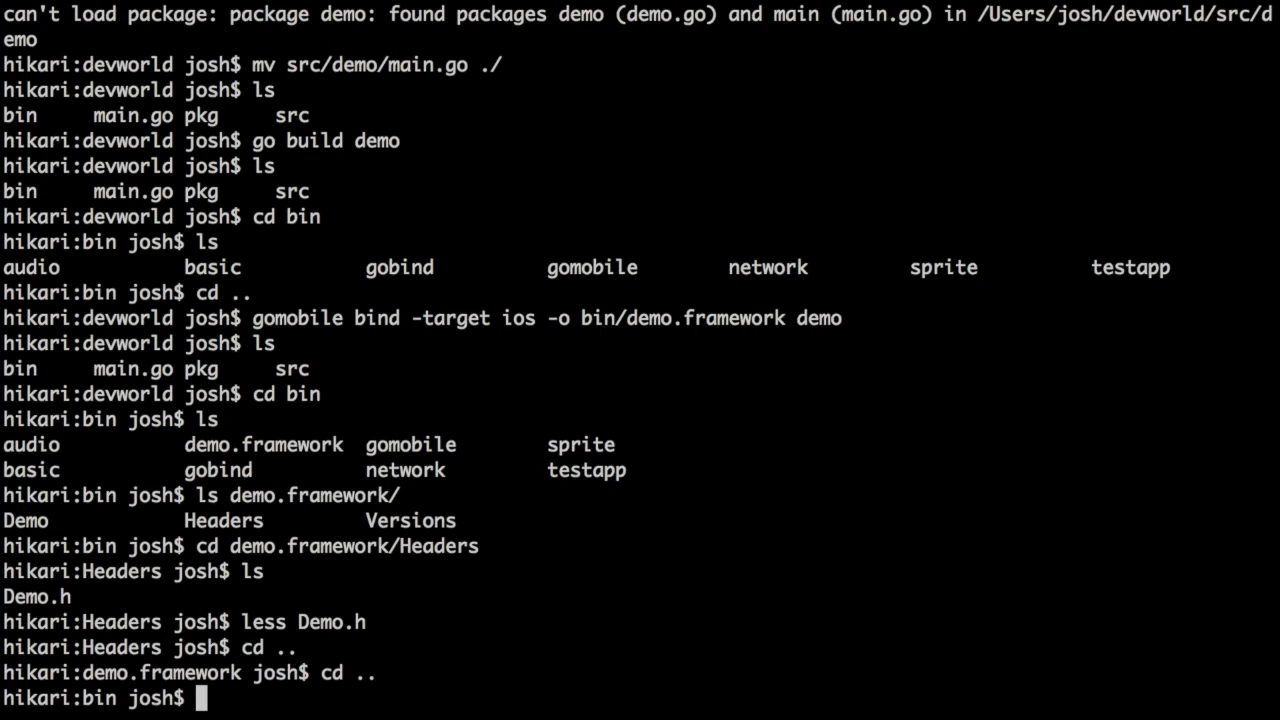 can't load package: package demo: found packages demo (demo.go) and main (main.go) in /Users/josh/devworld/src/d
emo
hikari:devworld josh$ mv src/demo/main.go ./
hikari:devworld josh$ ls
bin     main.go pkg     src
hikari:devworld josh$ go build demo
hikari:devworld josh$ ls
bin     main.go pkg     src
hikari:devworld josh$ cd bin
hikari:bin josh$ ls
audio           basic           gobind          gomobile        network         sprite          testapp
hikari:bin josh$ cd ..
hikari:devworld josh$ gomobile bind -target ios -o bin/demo.framework demo
hikari:devworld josh$ ls
bin     main.go pkg     src
hikari:devworld josh$ cd bin
hikari:bin josh$ ls
audio           demo.framework  gomobile        sprite
basic           gobind          network         testapp
hikari:bin josh$ ls demo.framework/
Demo            Headers         Versions
hikari:bin josh$ cd demo.framework/Headers
hikari:Headers josh$ ls
Demo.h
hikari:Headers josh$ less Demo.h
hikari:Headers josh$ cd ..
hikari:demo.framework josh$ cd ..
hikari:bin josh$